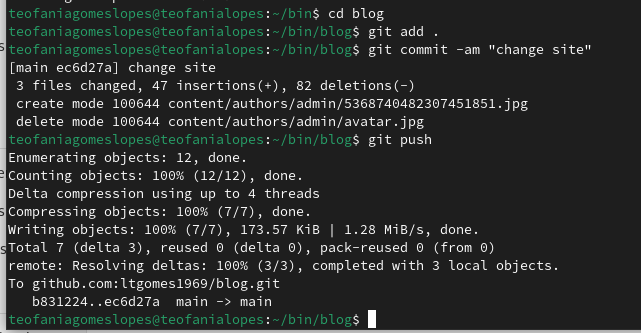 teofaniagomeslopes@teofanialopes:~/bin$ cd blog
teofaniagomeslopes@teofanialopes:~/bin/blog$ git add .
teofaniagomeslopes@teofanialopes:~/bin/blog$ git commit -am "change site"
[main ec6d27a] change site
 3 files changed, 47 insertions(+), 82 deletions(-)
 create mode 100644 content/authors/admin/5368740482307451851.jpg
 delete mode 100644 content/authors/admin/avatar.jpg
teofaniagomeslopes@teofanialopes:~/bin/blog$ git push
Enumerating objects: 12, done.
Counting objects: 100% (12/12), done.
Delta compression using up to 4 threads
Compressing objects: 100% (7/7), done.
Writing objects: 100% (7/7), 173.57 KiB | 1.28 MiB/s, done.
Total 7 (delta 3), reused 0 (delta 0), pack-reused 0 (from 0)
remote: Resolving deltas: 100% (3/3), completed with 3 local objects.
To github.com:ltgomes1969/blog.git
   b831224..ec6d27a  main -> main
teofaniagomeslopes@teofanialopes:~/bin/blog$